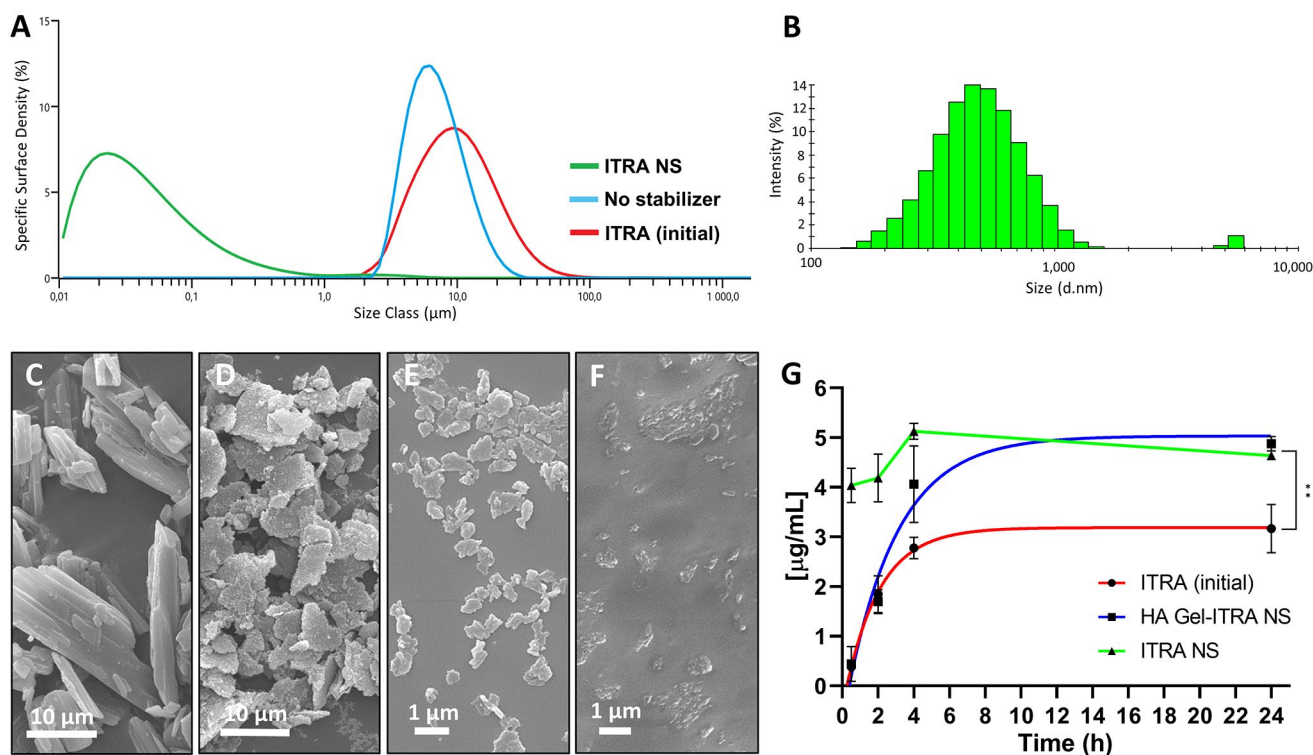 A
Specific Surface Density (%)
15
10
5
0
0,01
0,1
1,0
10,0
100,0
1 000,0
Size Class (µm)
ITRA NS
No stabilizer
ITRA (initial)
B
Intensity (%)
14
12
10
8
6
4
2
0
100
1,000
10,000
Size (d.nm)
C
10 µm
D
10 µm
E
1 µm
F
1 µm
G
[µg/mL]
6
5
4
3
2
1
0
0 2 4 6 8 10 12 14 16 18 20 22 24
Time (h)
ITRA (initial)
HA Gel-ITRA NS
ITRA NS
**